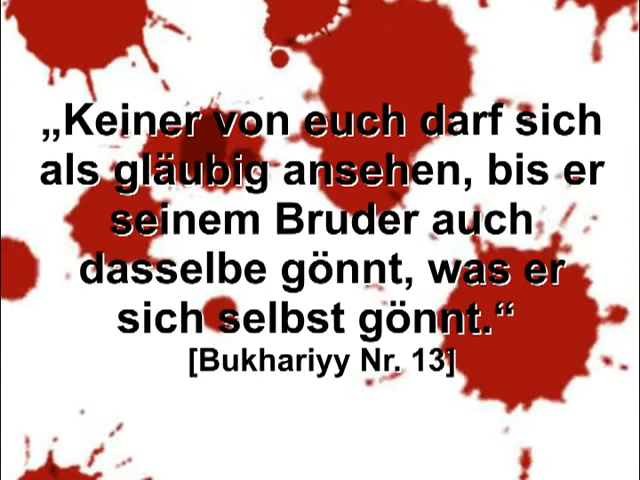 „Keiner von euch darf sich
als gläubig ansehen, bis er
seinem Bruder auch
dasselbe gönnt, was er
sich selbst gönnt.“
[Bukhariyy Nr. 13]